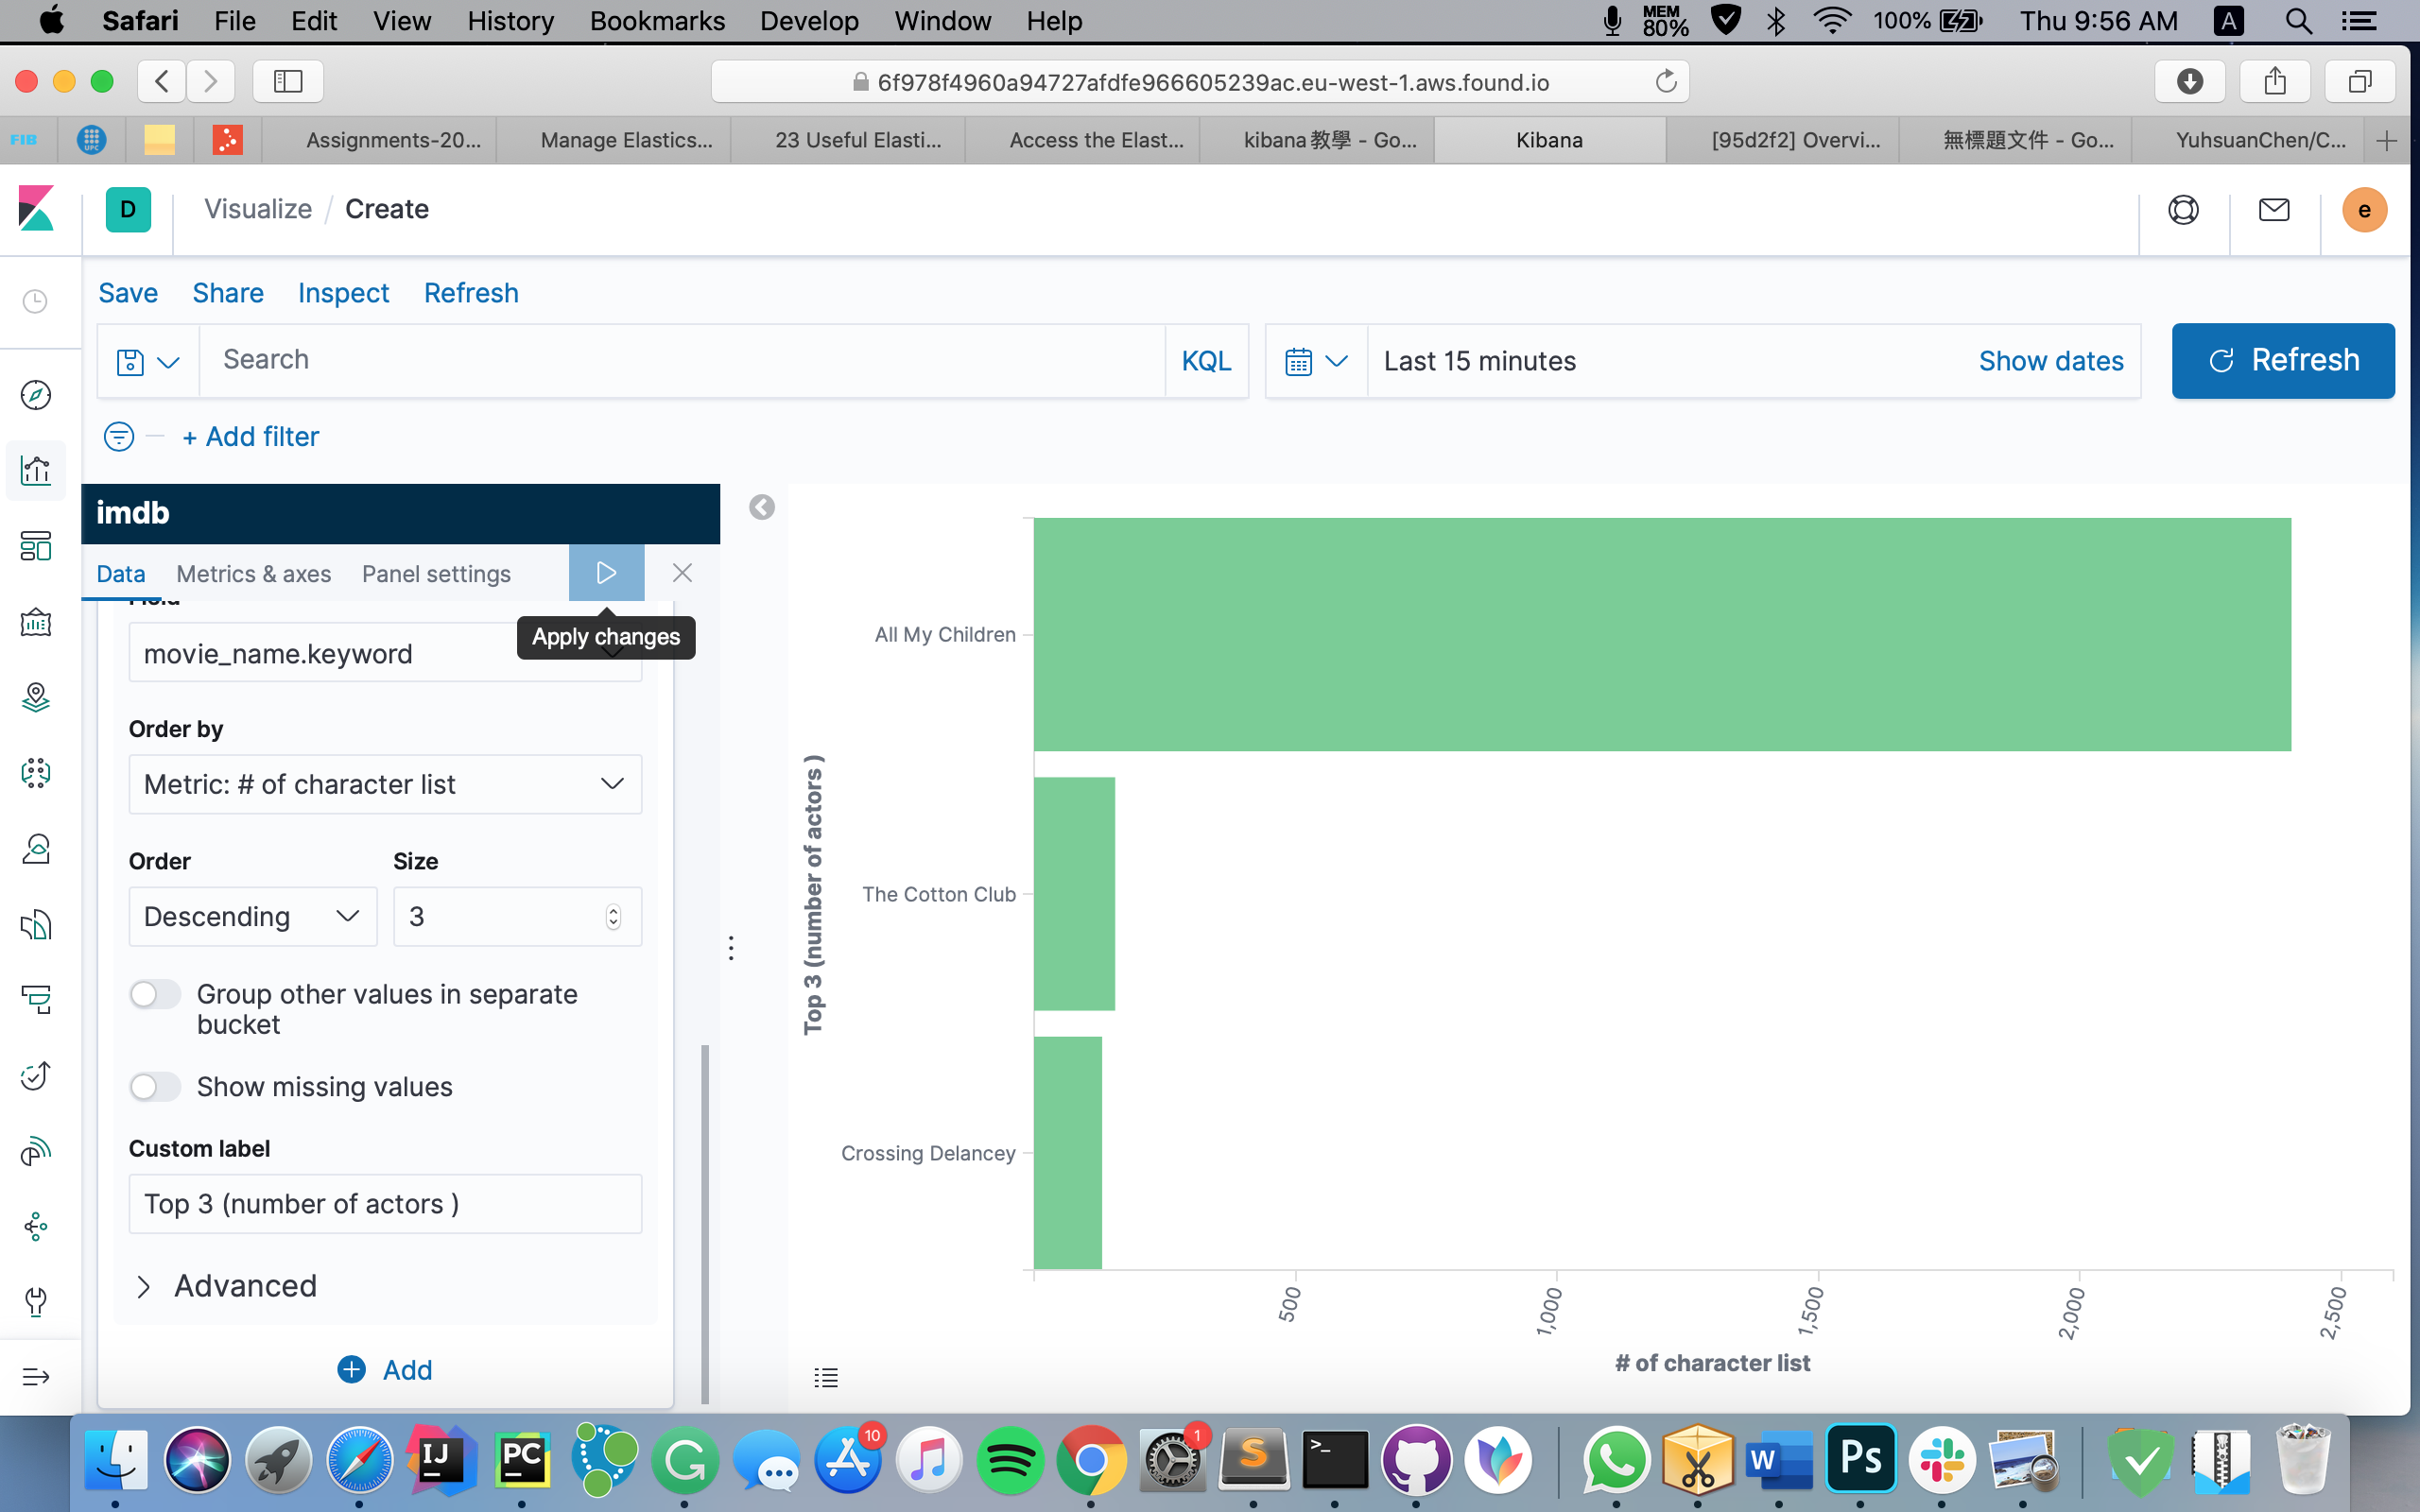 Safari File Edit View History Bookmarks Develop Window Help MEM 80% 100% Thu 9:56 AM A
6f978f4960a94727afdfe966605239ac.eu-west-1.aws.found.io
FIB UPC Assignments-20... Manage Elastics... 23 Useful Elasti... Access the Elast... kibana 教學 - Go... Kibana [95d2f2] Overvi... 無標題文件 - Go... YuhsuanChen/C...
D Visualize / Create e
Save Share Inspect Refresh
Search KQL Last 15 minutes Show dates Refresh
+ Add filter
imdb
Data Metrics & axes Panel settings
Field
Apply changes
movie_name.keyword
Order by
Metric: # of character list
Order Size
Descending 3
Group other values in separate
bucket
Show missing values
Custom label
Top 3 (number of actors )
Advanced
Add
Top 3 (number of actors )
All My Children
The Cotton Club
Crossing Delancey
500 1,000 1,500 2,000 2,500
# of character list
IJ PC G 10 1 S >_ W Ps